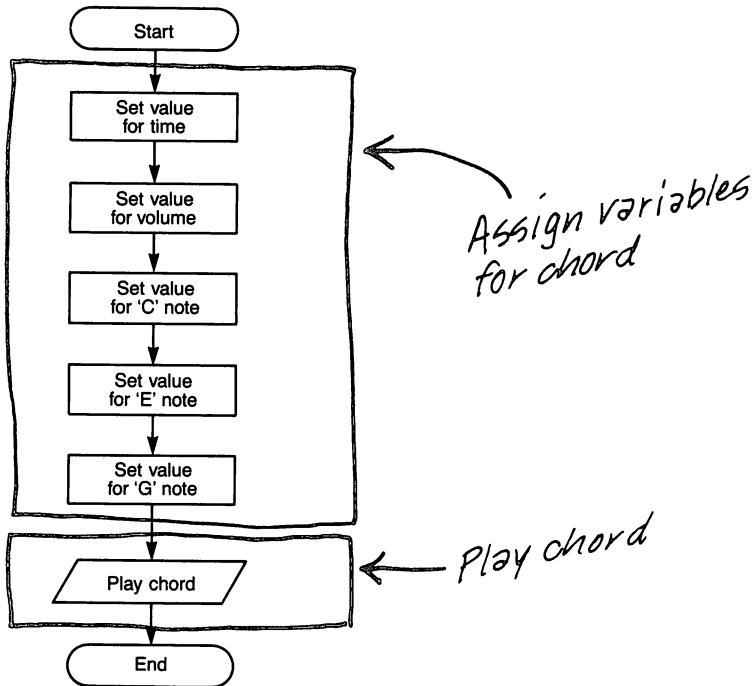 Start
Set value
for time
Set value
for volume
Assign variables
for chord
Set value
for 'C' note
Set value
for 'E' note
Set value
for 'G' note
Play chord
Play chord
End